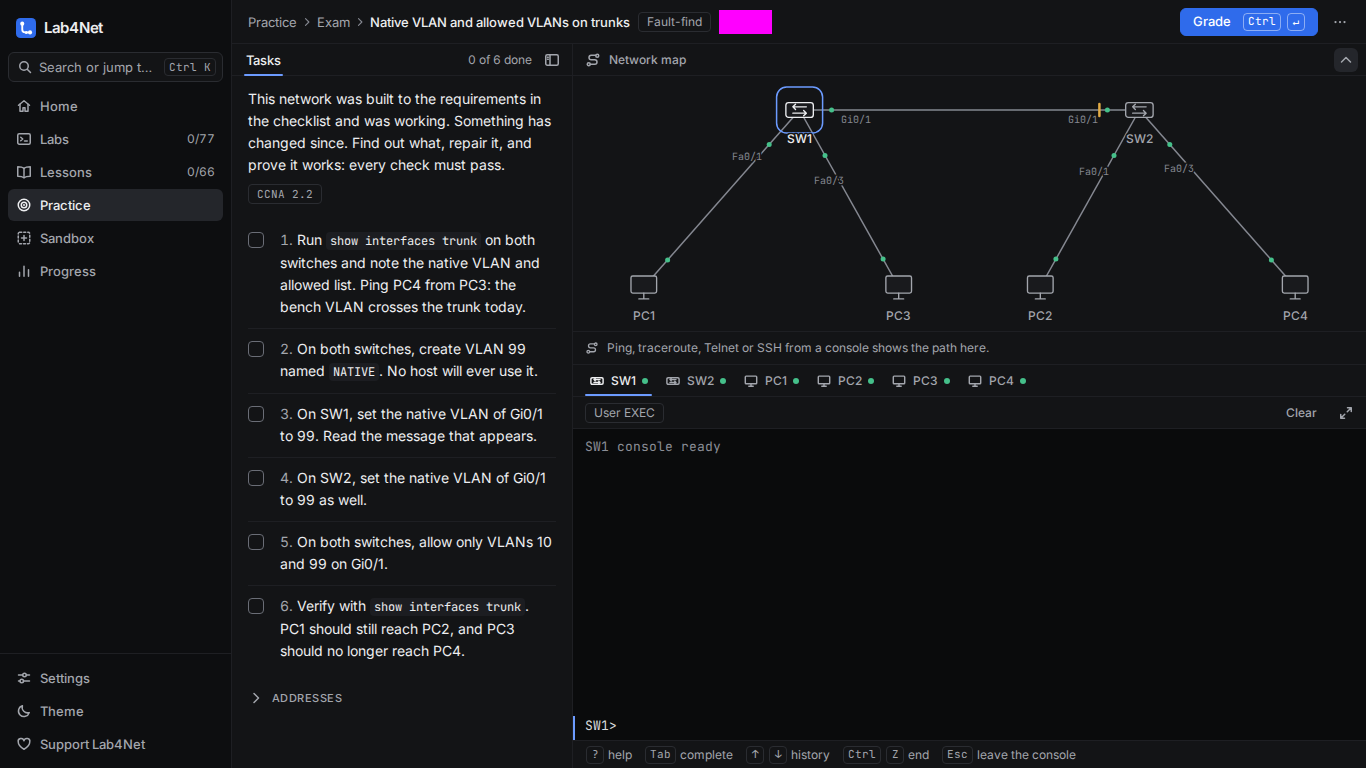 Lab4Net
Search or jump t... Ctrl K
Home
Labs 0/77
Lessons 0/66
Practice
Sandbox
Progress
Settings
Theme
Support Lab4Net
Practice > Exam > Native VLAN and allowed VLANs on trunks Fault-find
Grade Ctrl ↵
Tasks 0 of 6 done
This network was built to the requirements in
the checklist and was working. Something has
changed since. Find out what, repair it, and
prove it works: every check must pass.
CCNA 2.2
1. Run show interfaces trunk on both
switches and note the native VLAN and
allowed list. Ping PC4 from PC3: the
bench VLAN crosses the trunk today.
2. On both switches, create VLAN 99
named NATIVE. No host will ever use it.
3. On SW1, set the native VLAN of Gi0/1
to 99. Read the message that appears.
4. On SW2, set the native VLAN of Gi0/1
to 99 as well.
5. On both switches, allow only VLANs 10
and 99 on Gi0/1.
6. Verify with show interfaces trunk.
PC1 should still reach PC2, and PC3
should no longer reach PC4.
ADDRESSES
Network map
Gi0/1 Gi0/1
SW1 SW2
Fa0/1 Fa0/3 Fa0/1 Fa0/3
PC1 PC3 PC2 PC4
Ping, traceroute, Telnet or SSH from a console shows the path here.
SW1 SW2 PC1 PC2 PC3 PC4
User EXEC Clear
SW1 console ready
SW1>
? help Tab complete ↑ ↓ history Ctrl Z end Esc leave the console